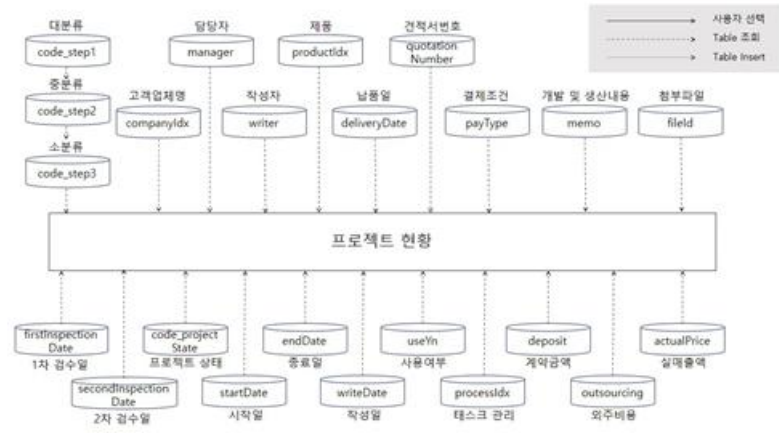 대분류
code_step1
중분류
code_step2
소분류
code_step3
담당자
manager
제품
productIdx
견적서번호
quotation
Number
고객업체명
companyIdx
작성자
writer
납품일
deliveryDate
결제조건
payType
개발 및 생산내용
memo
첨부파일
fileId
사용자 선택
Table 조회
Table Insert
프로젝트 현황
firstInspection
Date
1차 검수일
secondInspection
Date
2차 검수일
code_project
State
프로젝트 상태
startDate
시작일
endDate
종료일
writeDate
작성일
useYn
사용여부
processIdx
태스크 관리
deposit
계약금액
outsourcing
외주비용
actualPrice
실매출액